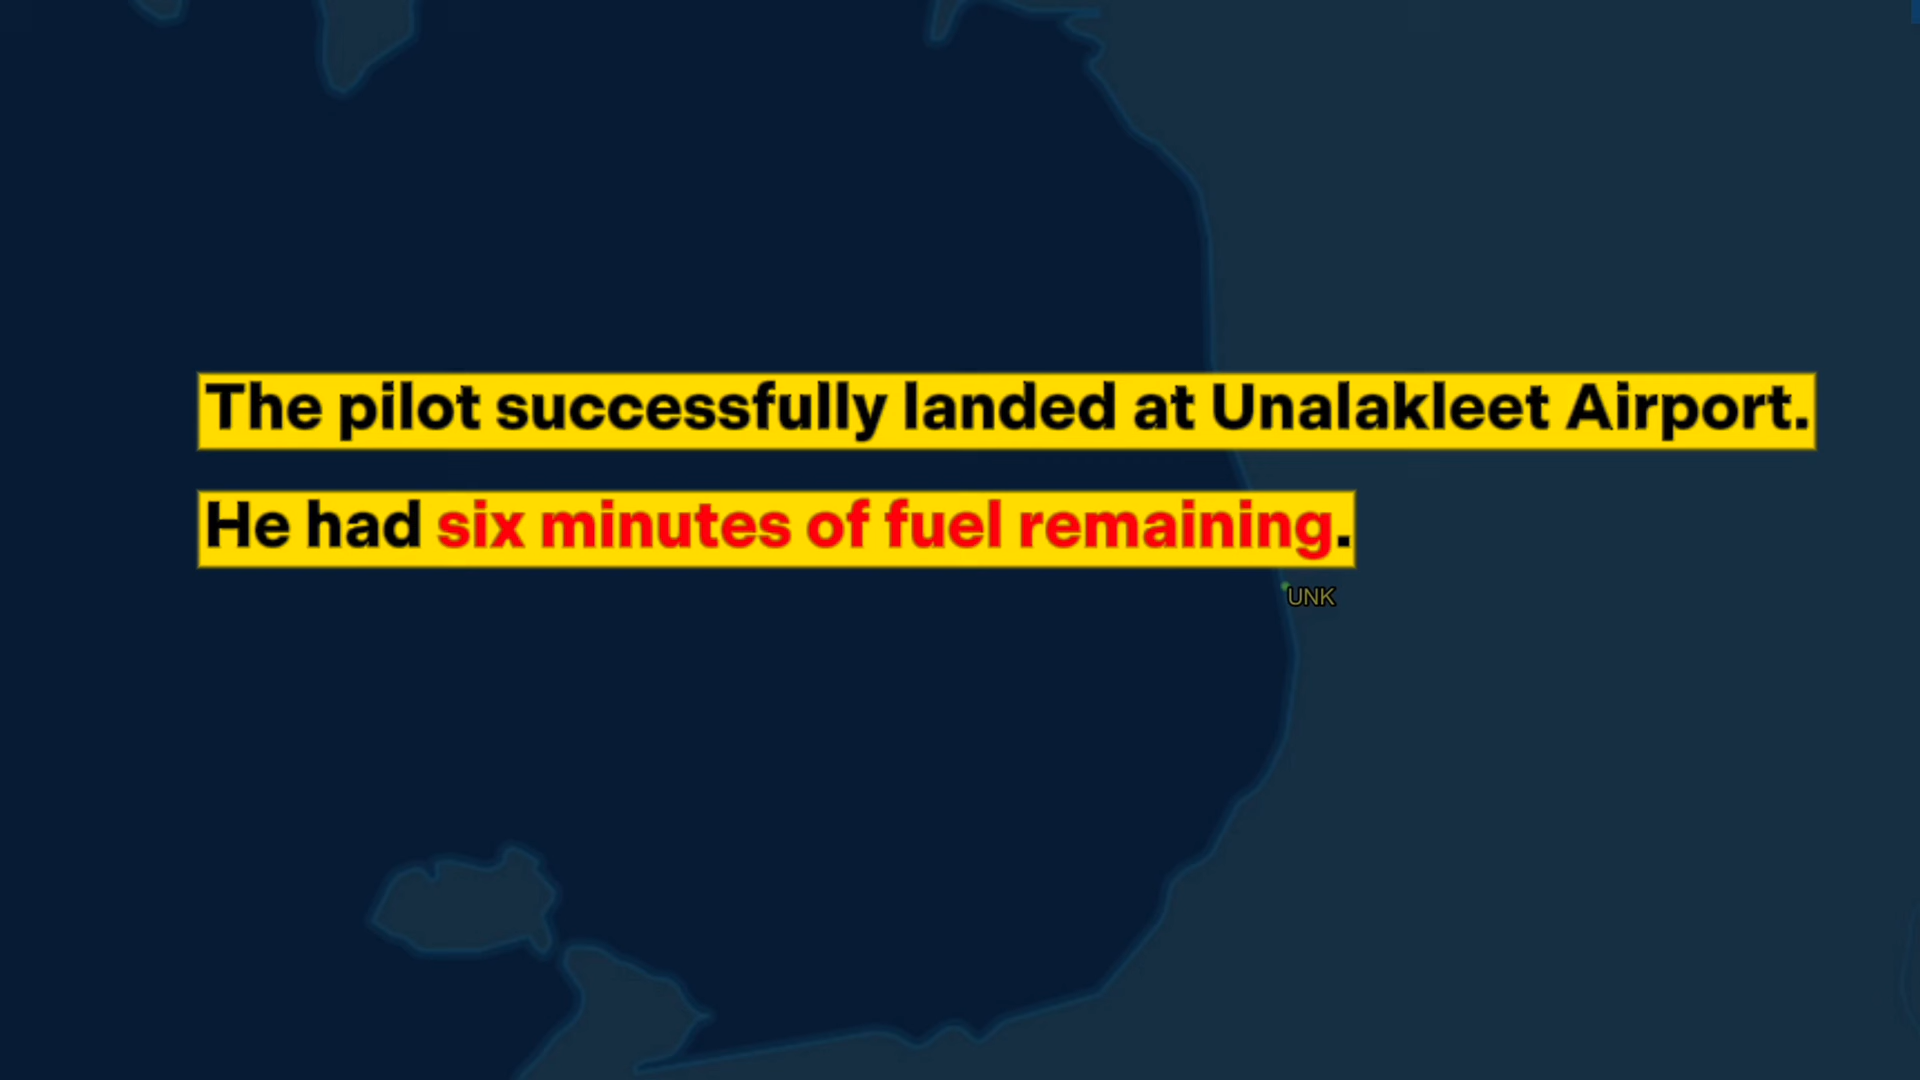 The pilot successfully landed at Unalakleet Airport.
He had six minutes of fuel remaining.
UNK